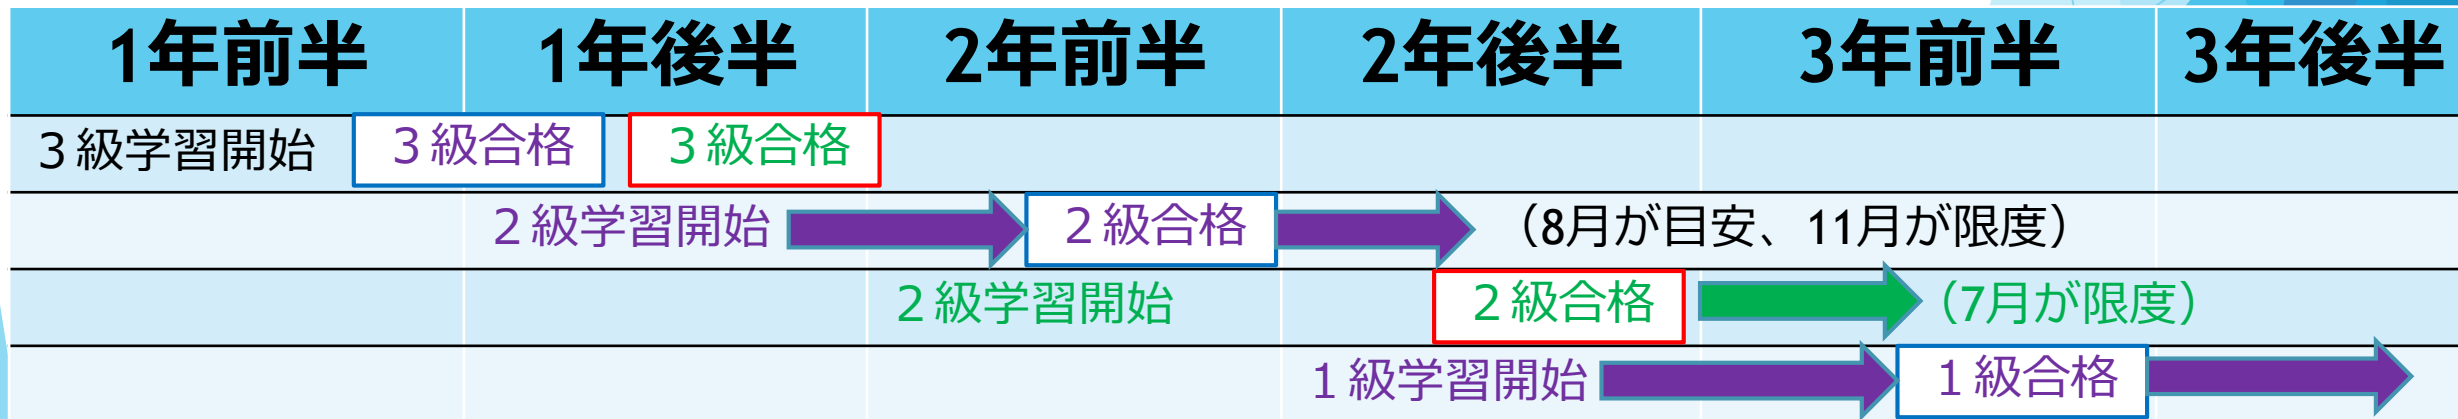 1年前半 1年後半 2年前半 2年後半 3年前半 3年後半
３級学習開始 ３級合格 ３級合格
２級学習開始 ２級合格 （8月が目安、11月が限度）
２級学習開始 ２級合格 （7月が限度）
１級学習開始 １級合格